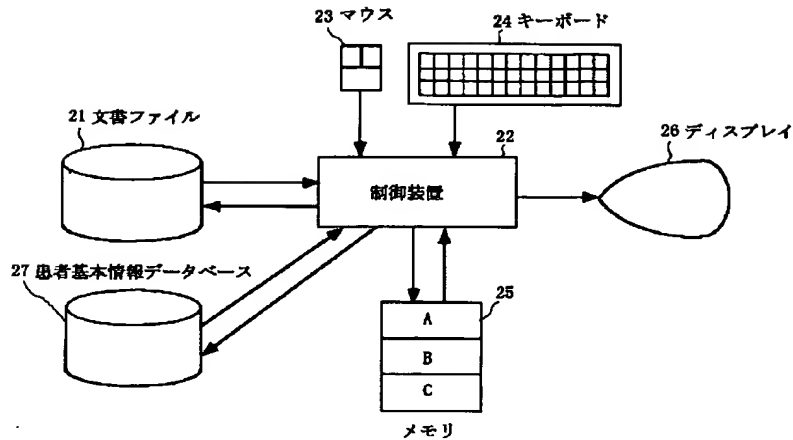 23 マウス
24 キーボード
21 文書ファイル
22
26 ディスプレイ
制御装置
27 患者基本情報データベース
25
A
B
C
メモリ